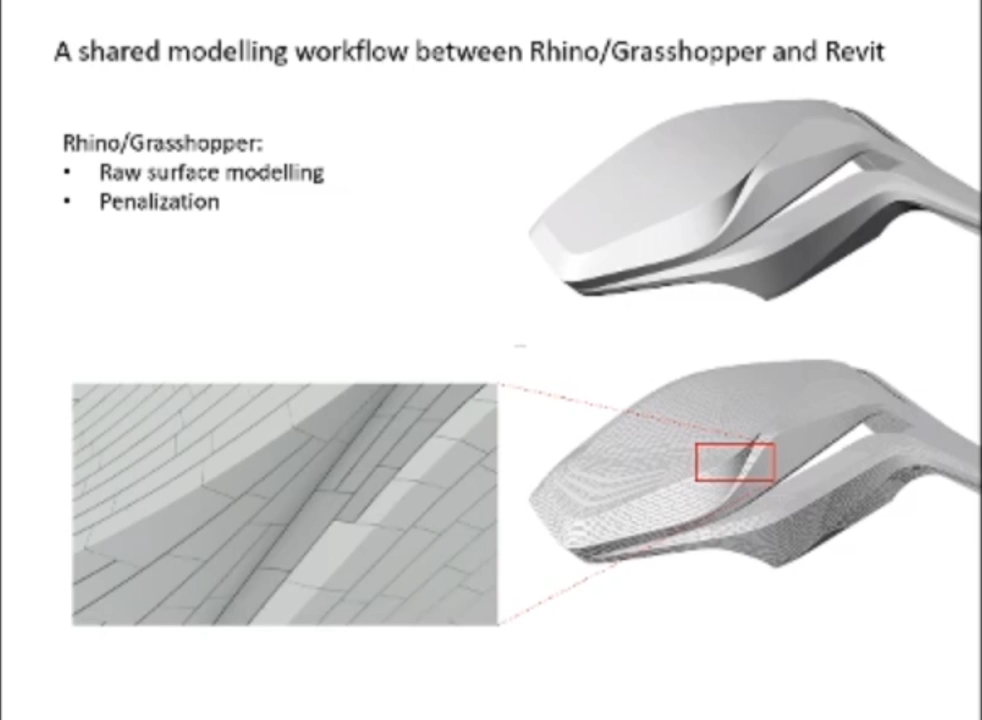 A shared modelling workflow between Rhino/Grasshopper and Revit
Rhino/Grasshopper:
• Raw surface modelling
• Penalization